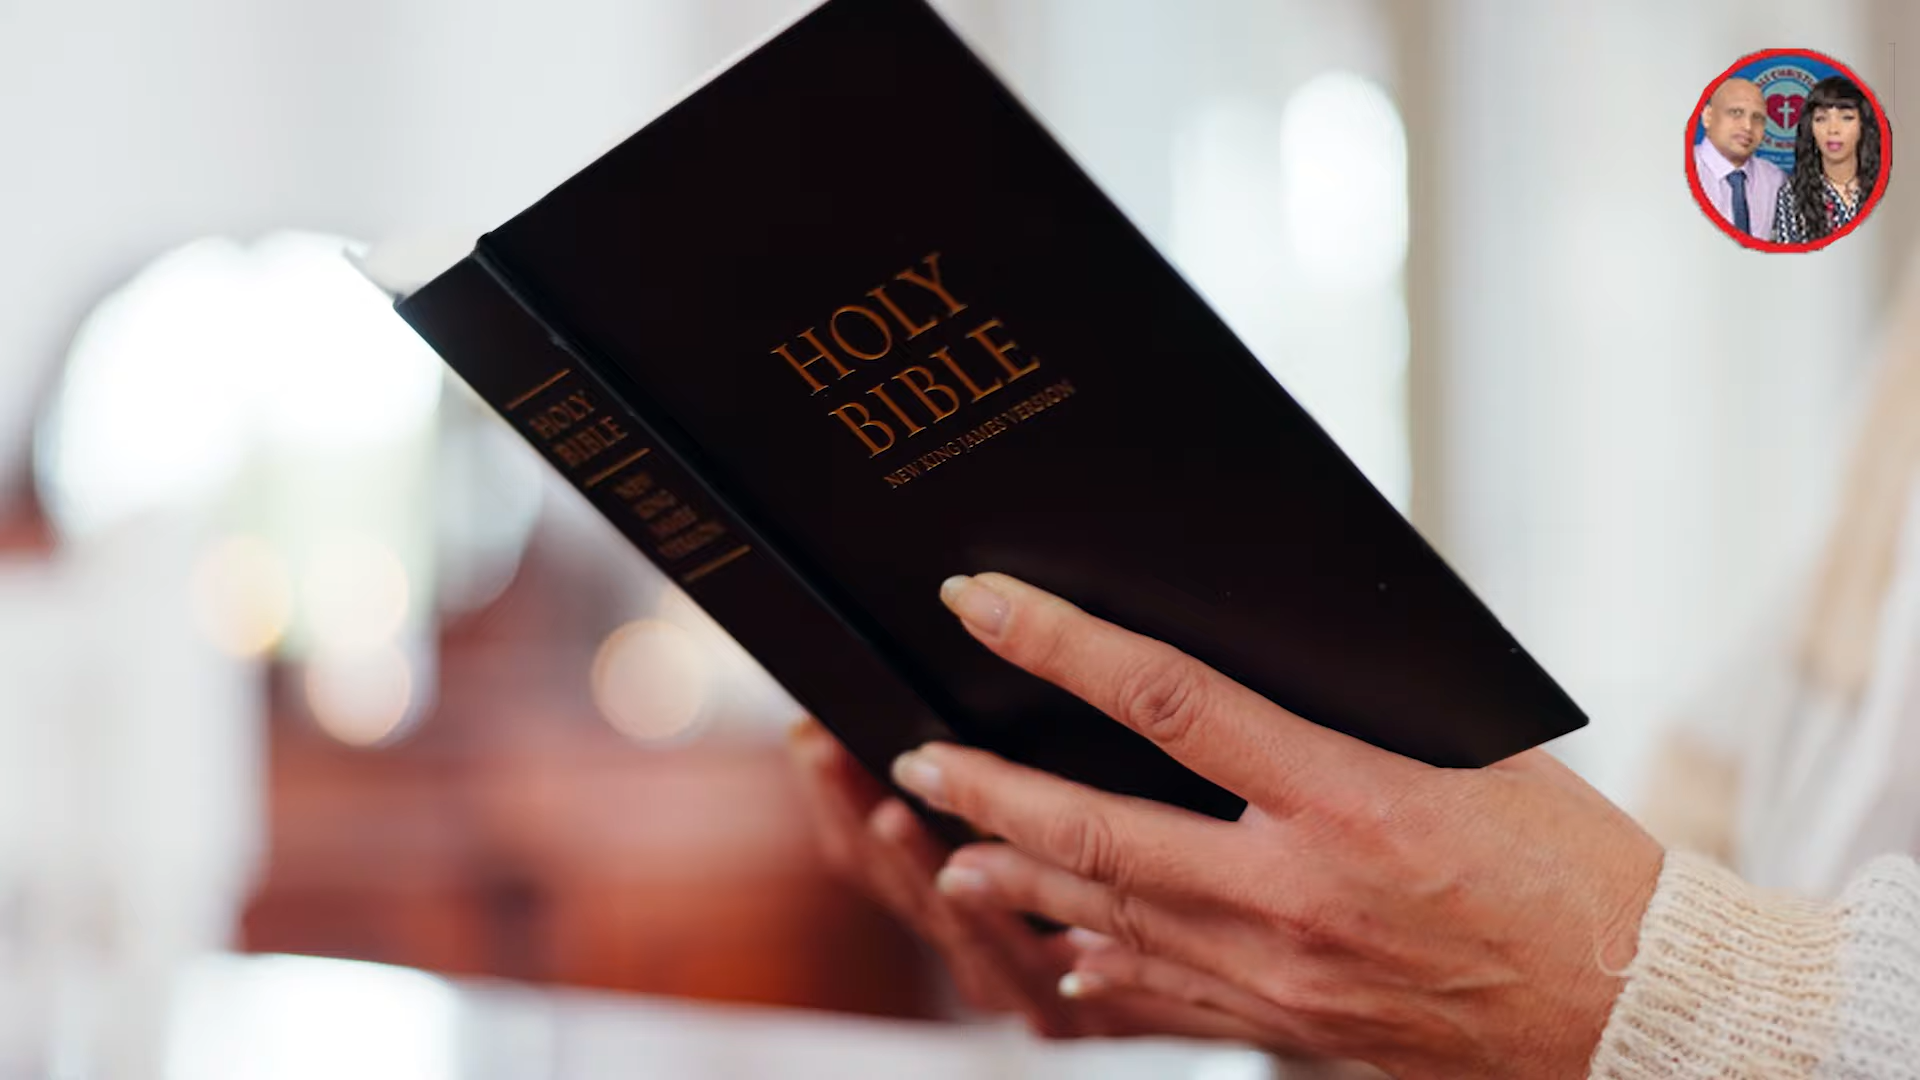 HOLY
BIBLE
NEW KING JAMES VERSION
HOLY
BIBLE
NEW
KING
JAMES
VERSION